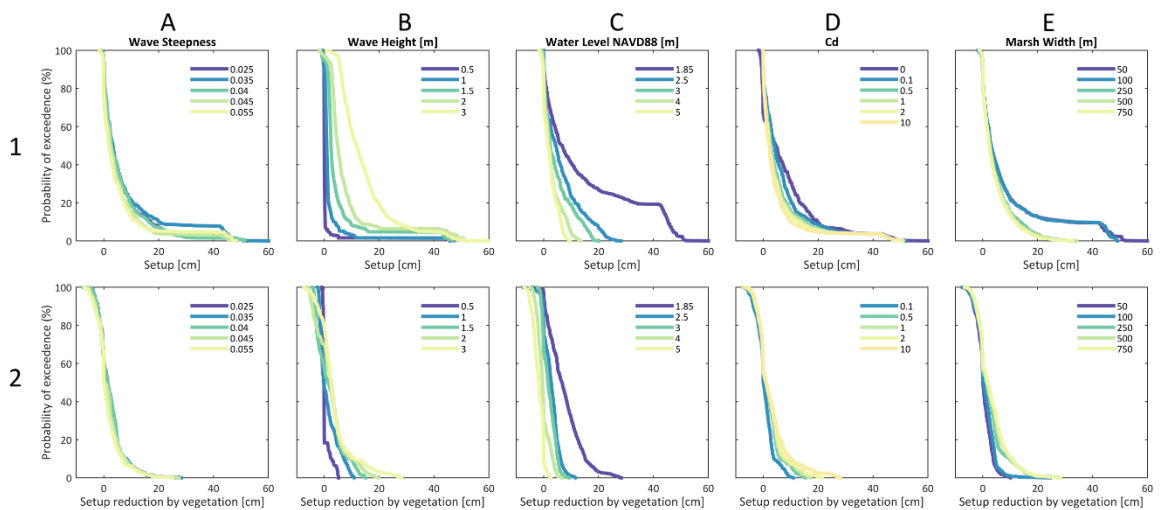 A B C D E
Wave Steepness Wave Height [m] Water Level NAVD88 [m] Cd Marsh Width [m]
1
Probability of exceedence (%)
100
80
60
40
20
0
0.025
0.035
0.04
0.045
0.055
0 20 40 60
Setup [cm]
0.5
1
1.5
2
3
0 20 40 60
Setup [cm]
1.85
2.5
3
4
5
0 20 40 60
Setup [cm]
0
0.1
0.5
1
2
10
0 20 40 60
Setup [cm]
50
100
250
500
750
0 20 40 60
Setup [cm]
2
Probability of exceedence (%)
100
80
60
40
20
0
0.025
0.035
0.04
0.045
0.055
0 20 40 60
Setup reduction by vegetation [cm]
0.5
1
1.5
2
3
0 20 40 60
Setup reduction by vegetation [cm]
1.85
2.5
3
4
5
0 20 40 60
Setup reduction by vegetation [cm]
0.1
0.5
1
2
10
0 20 40 60
Setup reduction by vegetation [cm]
50
100
250
500
750
0 20 40 60
Setup reduction by vegetation [cm]